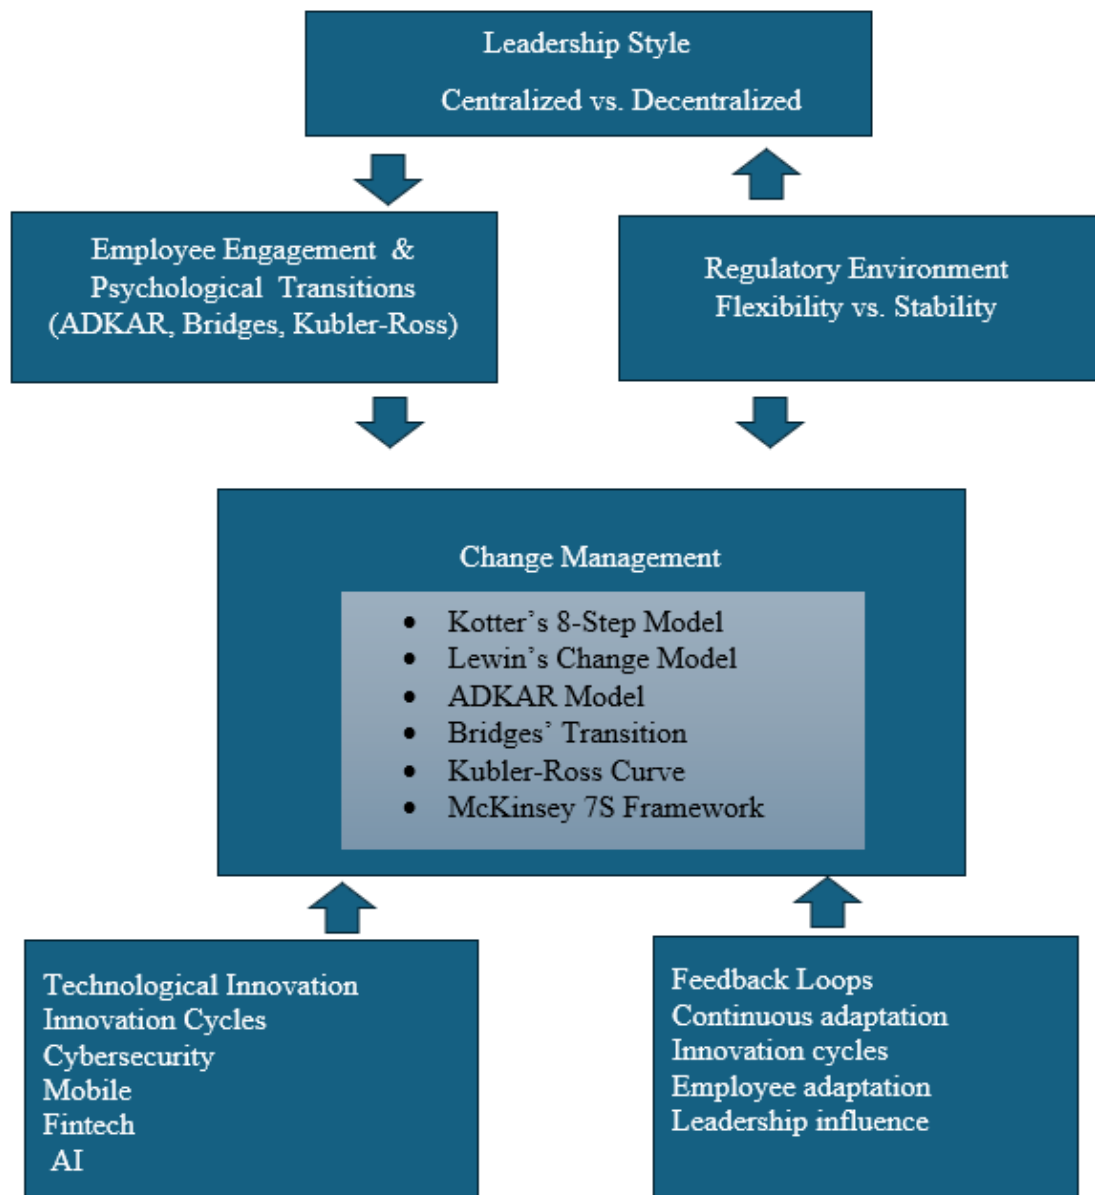 Leadership Style
Centralized vs. Decentralized
Employee Engagement &
Psychological Transitions
(ADKAR, Bridges, Kubler-Ross)
Regulatory Environment
Flexibility vs. Stability
Change Management
• Kotter’s 8-Step Model
• Lewin’s Change Model
• ADKAR Model
• Bridges’ Transition
• Kubler-Ross Curve
• McKinsey 7S Framework
Technological Innovation
Innovation Cycles
Cybersecurity
Mobile
Fintech
AI
Feedback Loops
Continuous adaptation
Innovation cycles
Employee adaptation
Leadership influence